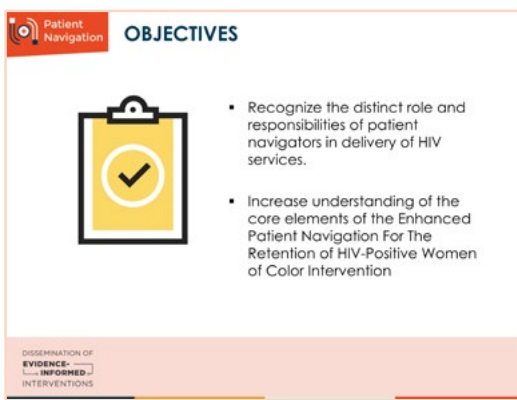 Patient
Navigation
OBJECTIVES
▪ Recognize the distinct role and
responsibilities of patient
navigators in delivery of HIV
services.
▪ Increase understanding of the
core elements of the Enhanced
Patient Navigation For The
Retention of HIV-Positive Women
of Color Intervention
DISSEMINATION OF
EVIDENCE-
INFORMED
INTERVENTIONS